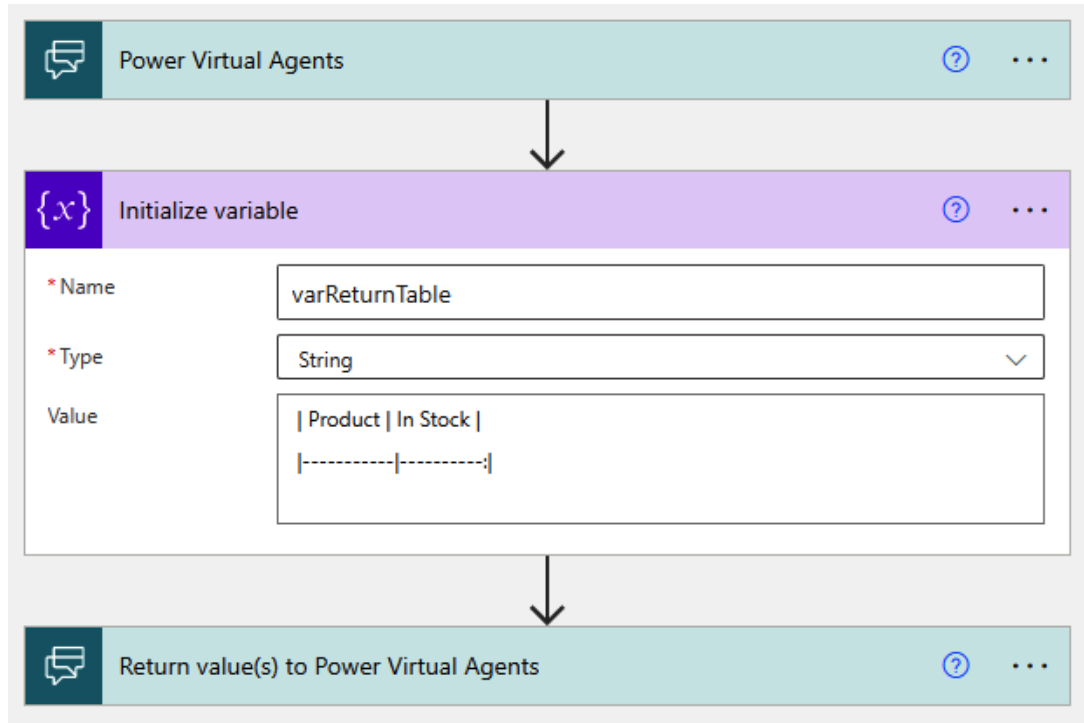 Power Virtual Agents
{x} Initialize variable
* Name varReturnTable
* Type String
Value | Product | In Stock |
|-----------|----------:|
Return value(s) to Power Virtual Agents